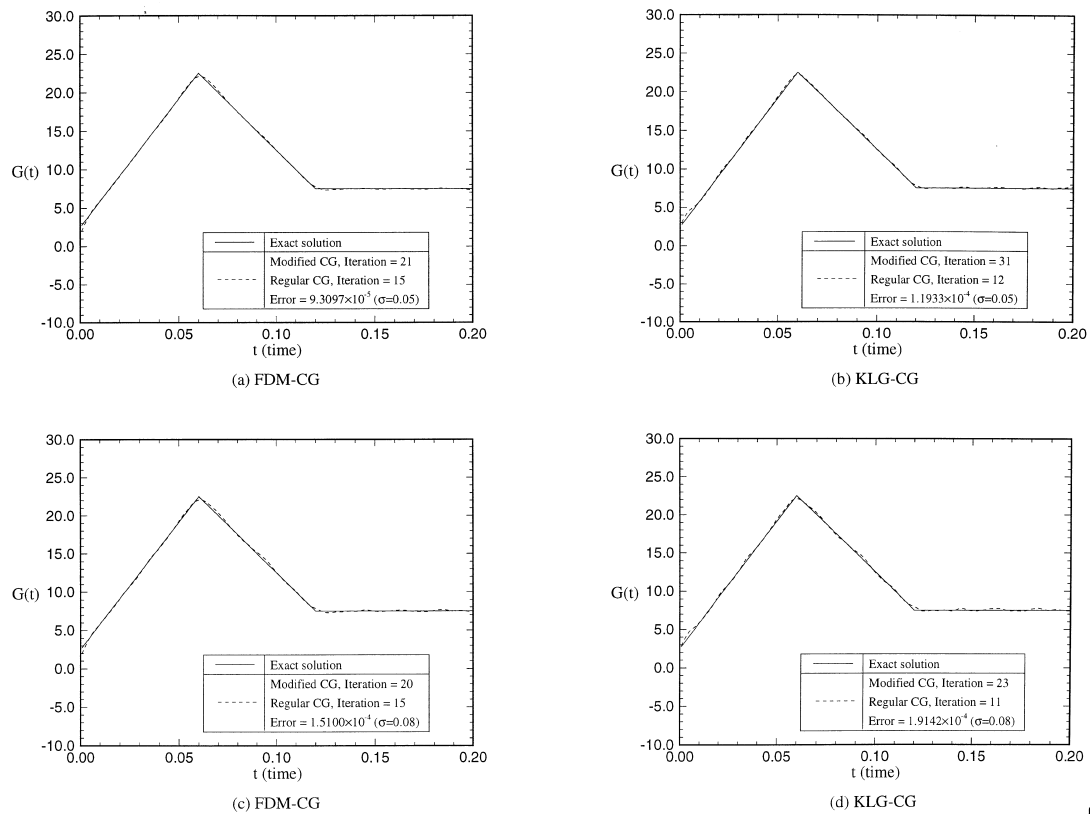 30.0
25.0
20.0
15.0
G(t)
10.0
5.0
0.0
-5.0
-10.0
0.00 0.05 0.10 0.15 0.20
t (time)
Exact solution
Modified CG, Iteration = 21
Regular CG, Iteration = 15
Error = 9.3097×10⁻⁵ (σ=0.05)
(a) FDM-CG
30.0
25.0
20.0
15.0
G(t)
10.0
5.0
0.0
-5.0
-10.0
0.00 0.05 0.10 0.15 0.20
t (time)
Exact solution
Modified CG, Iteration = 31
Regular CG, Iteration = 12
Error = 1.1933×10⁻⁴ (σ=0.05)
(b) KLG-CG
30.0
25.0
20.0
15.0
G(t)
10.0
5.0
0.0
-5.0
-10.0
0.00 0.05 0.10 0.15 0.20
t (time)
Exact solution
Modified CG, Iteration = 20
Regular CG, Iteration = 15
Error = 1.5100×10⁻⁴ (σ=0.08)
(c) FDM-CG
30.0
25.0
20.0
15.0
G(t)
10.0
5.0
0.0
-5.0
-10.0
0.00 0.05 0.10 0.15 0.20
t (time)
Exact solution
Modified CG, Iteration = 23
Regular CG, Iteration = 11
Error = 1.9142×10⁻⁴ (σ=0.08)
(d) KLG-CG